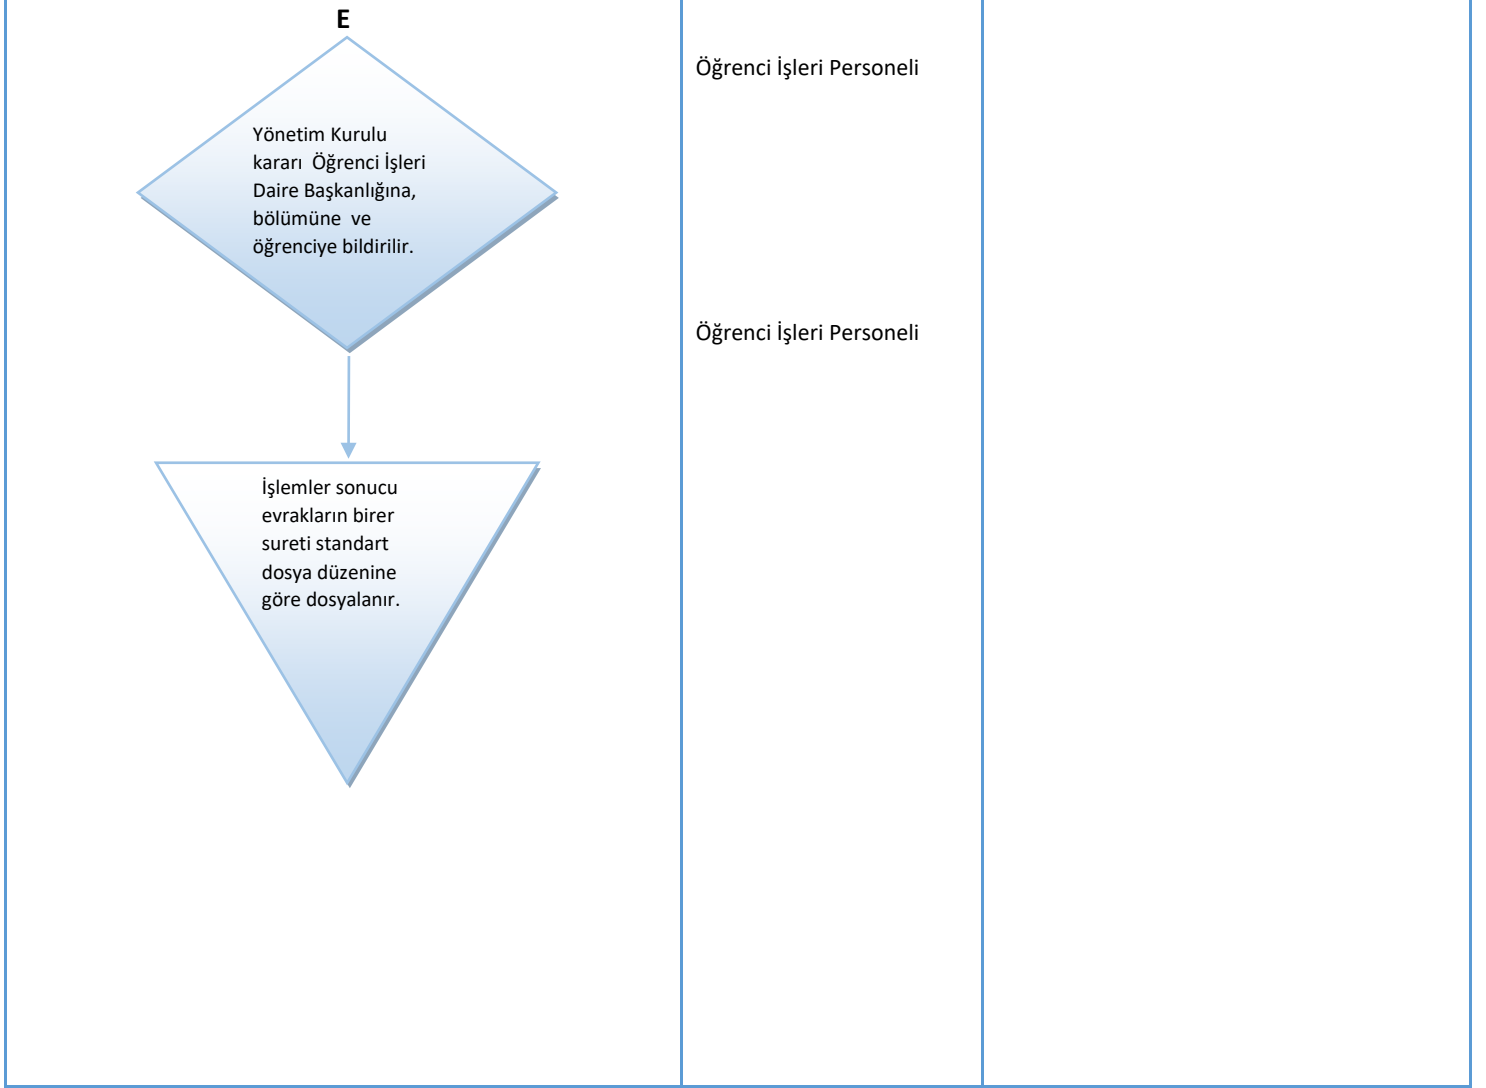 E
Öğrenci İşleri Personeli
Yönetim Kurulu
kararı  Öğrenci İşleri
Daire Başkanlığına,
bölümüne  ve
öğrenciye bildirilir.
Öğrenci İşleri Personeli
İşlemler sonucu
evrakların birer
sureti standart
dosya düzenine
göre dosyalanır.